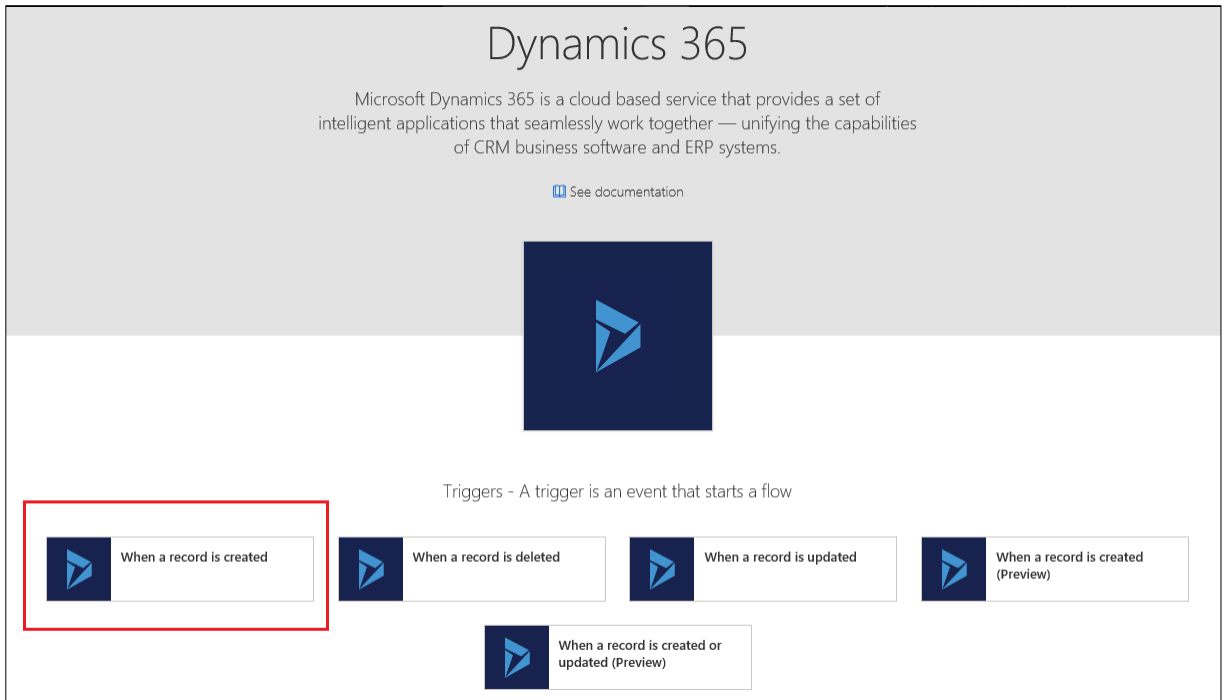 Dynamics 365
Microsoft Dynamics 365 is a cloud based service that provides a set of
intelligent applications that seamlessly work together — unifying the capabilities
of CRM business software and ERP systems.
See documentation
Triggers - A trigger is an event that starts a flow
When a record is created
When a record is deleted
When a record is updated
When a record is created
(Preview)
When a record is created or
updated (Preview)